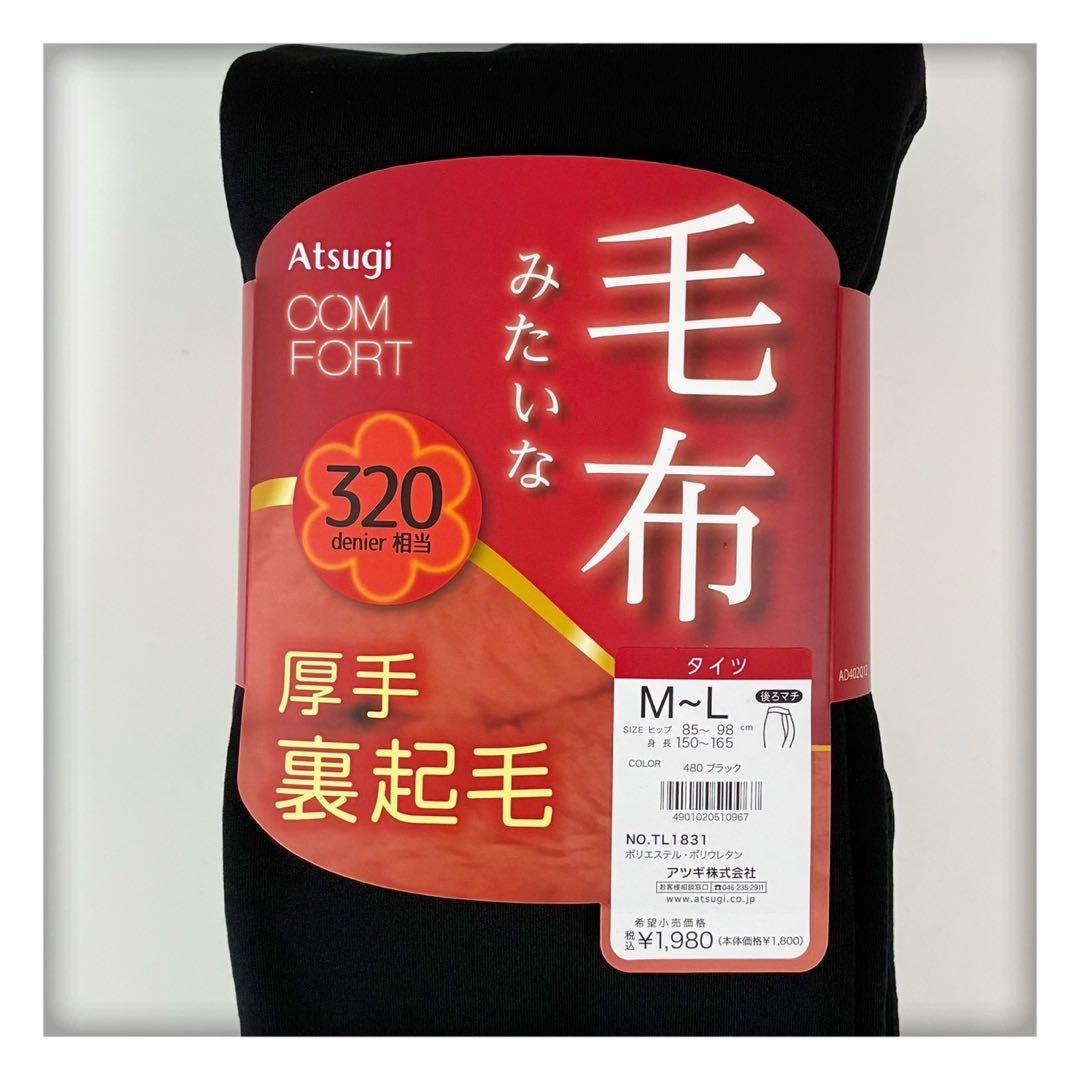 Atsugi
COM
FORT
毛布
みたいな
320
denier 相当
厚手
裏起毛
タイツ
M~L
後ろマチ
SIZE ヒップ 85~ 98 cm
身長 150~165
COLOR 480 ブラック
4901020510967
NO.TL1831
ポリエステル・ポリウレタン
アツギ株式会社
お客様相談窓口 ☎046-235-2911
www.atsugi.co.jp
希望小売価格
税込 ¥1,980 (本体価格¥1,800)
AD402Q12